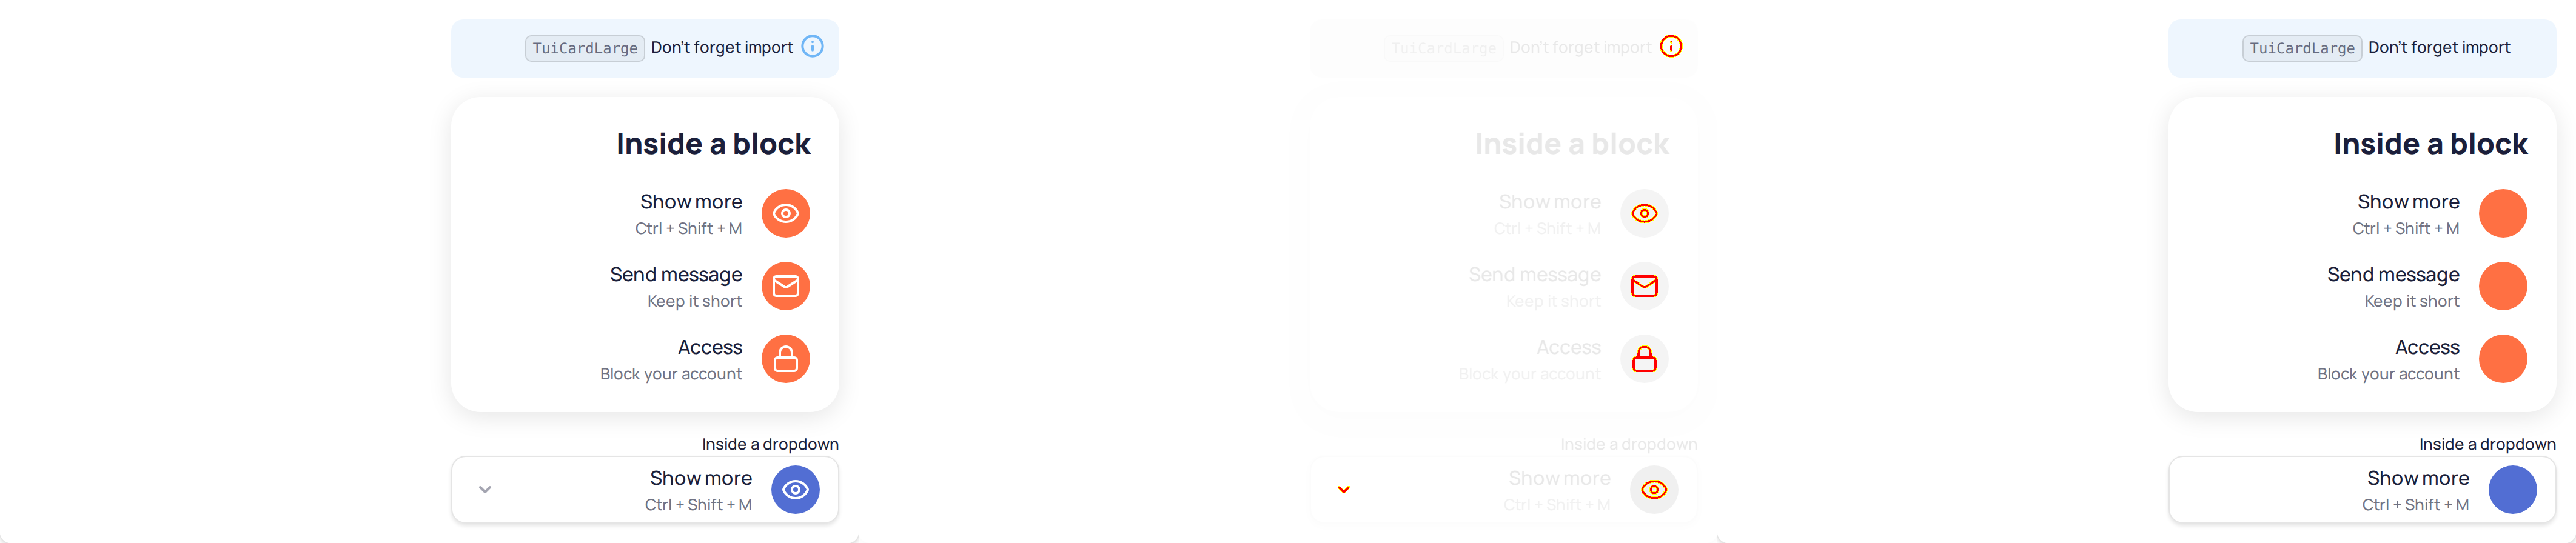 TuiCardLarge Don't forget import
Inside a block
Show more
Ctrl + Shift + M
Send message
Keep it short
Access
Block your account
Inside a dropdown
Show more
Ctrl + Shift + M
TuiCardLarge Don't forget import
Inside a block
Show more
Ctrl + Shift + M
Send message
Keep it short
Access
Block your account
Inside a dropdown
Show more
Ctrl + Shift + M
TuiCardLarge Don't forget import
Inside a block
Show more
Ctrl + Shift + M
Send message
Keep it short
Access
Block your account
Inside a dropdown
Show more
Ctrl + Shift + M